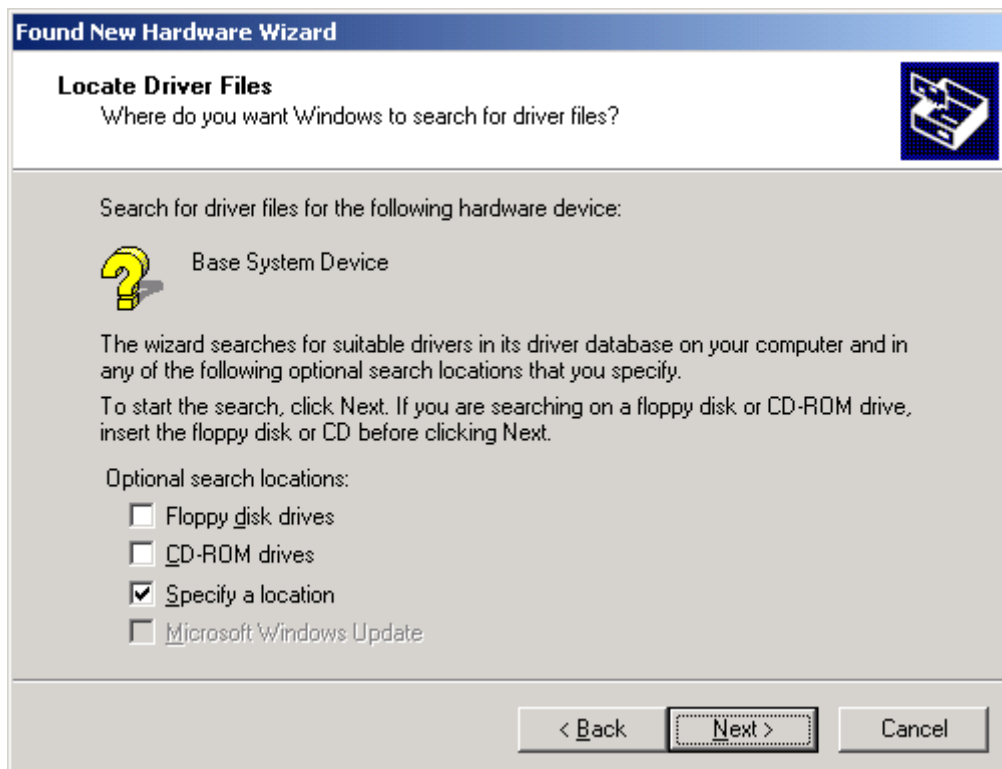 Found New Hardware Wizard
Locate Driver Files
Where do you want Windows to search for driver files?
Search for driver files for the following hardware device:
Base System Device
The wizard searches for suitable drivers in its driver database on your computer and in
any of the following optional search locations that you specify.
To start the search, click Next. If you are searching on a floppy disk or CD-ROM drive,
insert the floppy disk or CD before clicking Next.
Optional search locations:
Floppy disk drives
CD-ROM drives
Specify a location
Microsoft Windows Update
< Back Next > Cancel